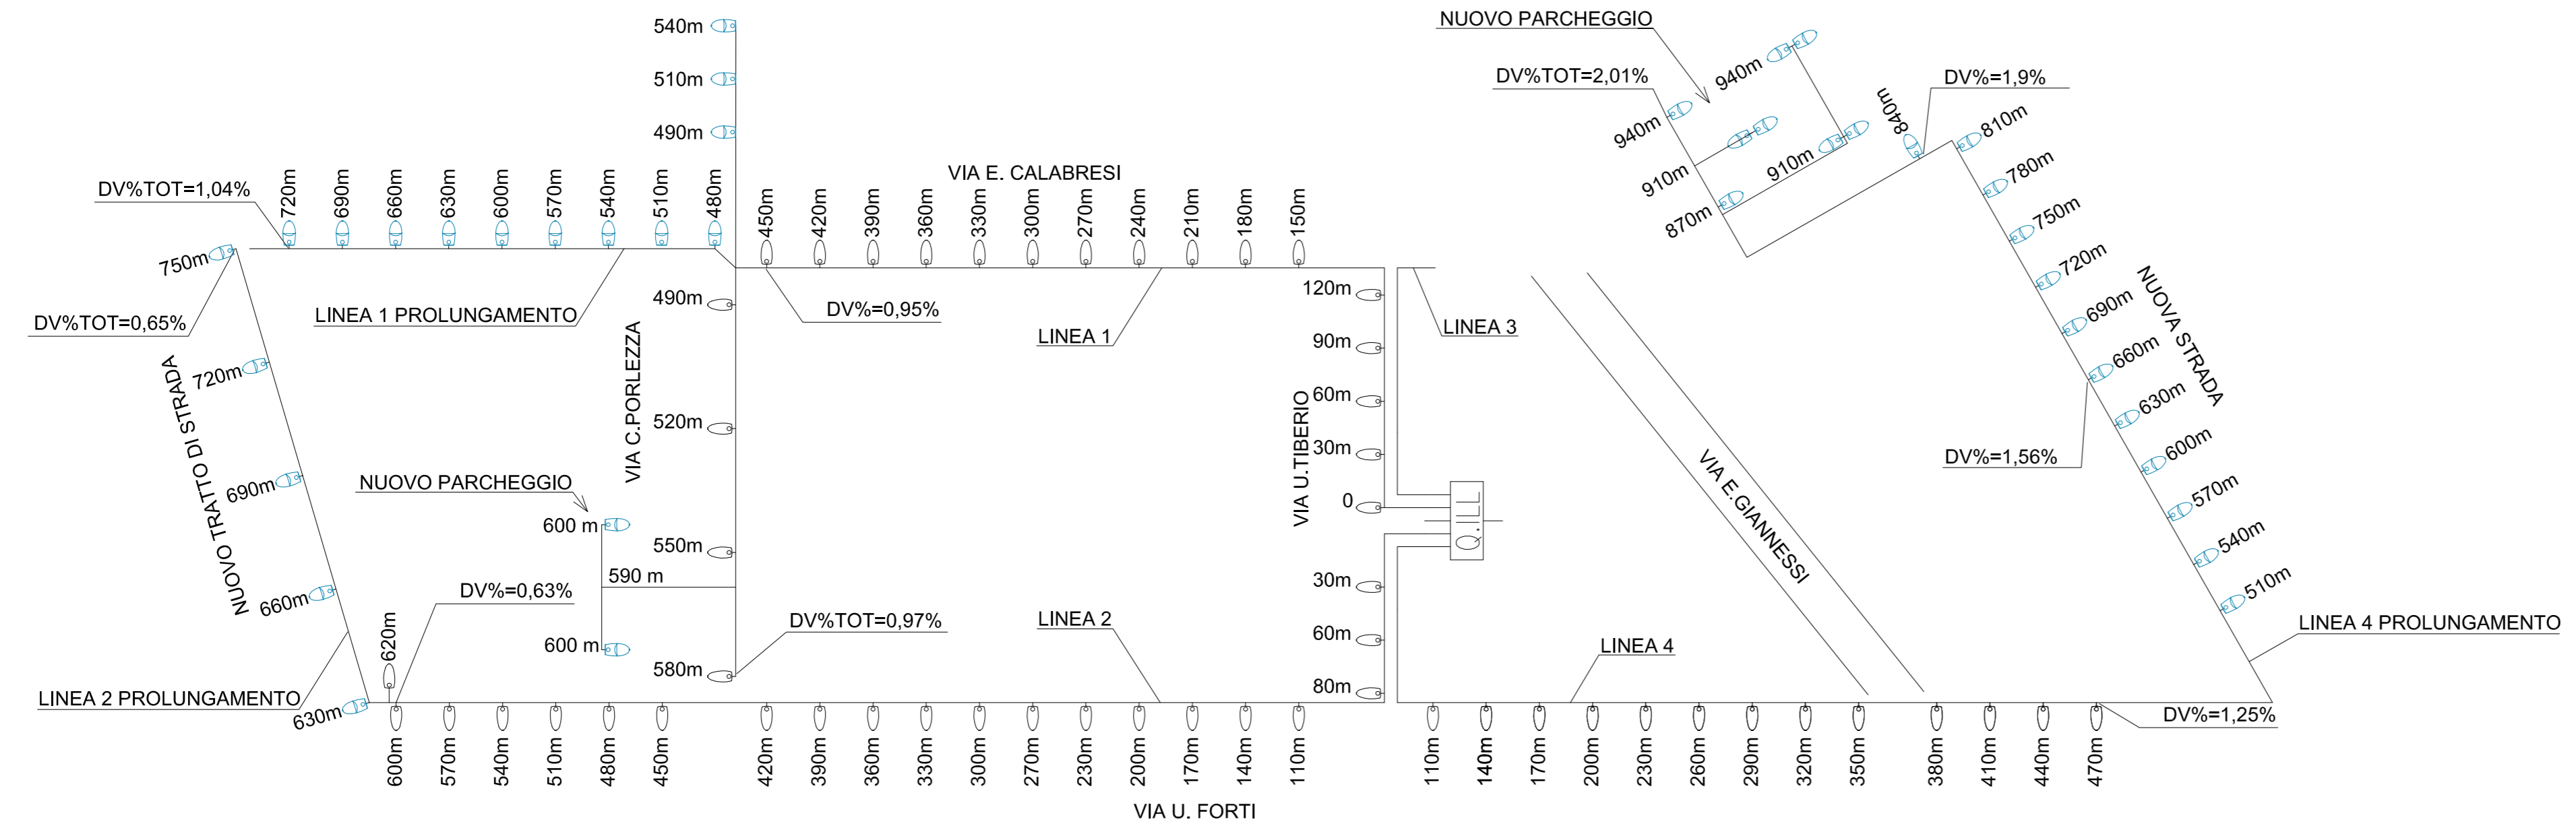 540m
510m
490m
NUOVO PARCHEGGIO
DV%TOT=2,01%
940m
940m
910m
910m
870m
840m
DV%=1,9%
810m
780m
750m
720m
690m
660m
630m
600m
570m
540m
510m
NUOVA STRADA
DV%=1,56%
LINEA 4 PROLUNGAMENTO
DV%TOT=1,04%
720m
690m
660m
630m
600m
570m
540m
510m
480m
VIA E. CALABRESI
450m
420m
390m
360m
330m
300m
270m
240m
210m
180m
150m
750m
DV%TOT=0,65%
LINEA 1 PROLUNGAMENTO
490m
VIA C.PORLEZZA
DV%=0,95%
LINEA 1
120m
90m
60m
30m
0
LINEA 3
VIA U.TIBERIO
Q.ILL
VIA E.GIANNESSI
720m
NUOVO TRATTO DI STRADA
690m
660m
630m
520m
NUOVO PARCHEGGIO
600 m
550m
590 m
600 m
DV%=0,63%
620m
580m
DV%TOT=0,97%
LINEA 2
30m
60m
80m
LINEA 4
LINEA 2 PROLUNGAMENTO
600m
570m
540m
510m
480m
450m
420m
390m
360m
330m
300m
270m
230m
200m
170m
140m
110m
110m
140m
170m
200m
230m
260m
290m
320m
350m
380m
410m
440m
470m
DV%=1,25%
VIA U. FORTI